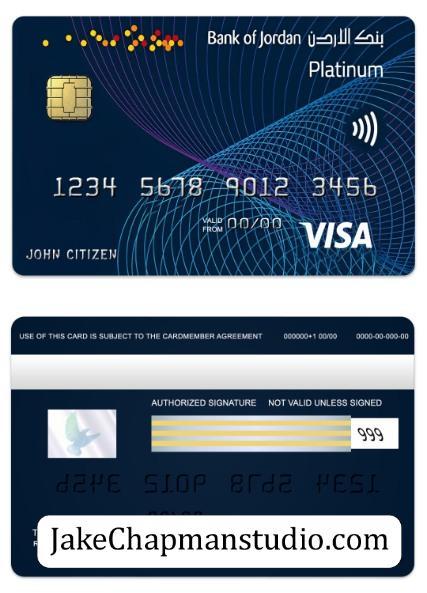 Bank of Jordan بنك الاردن
Platinum
1234 5678 9012 3456
VALID
FROM 00/00
VISA
JOHN CITIZEN
USE OF THIS CARD IS SUBJECT TO THE CARDMEMBER AGREEMENT 000000+1 00/00 0000-00-000-00
AUTHORIZED SIGNATURE NOT VALID UNLESS SIGNED
999
JakeChapmanstudio.com